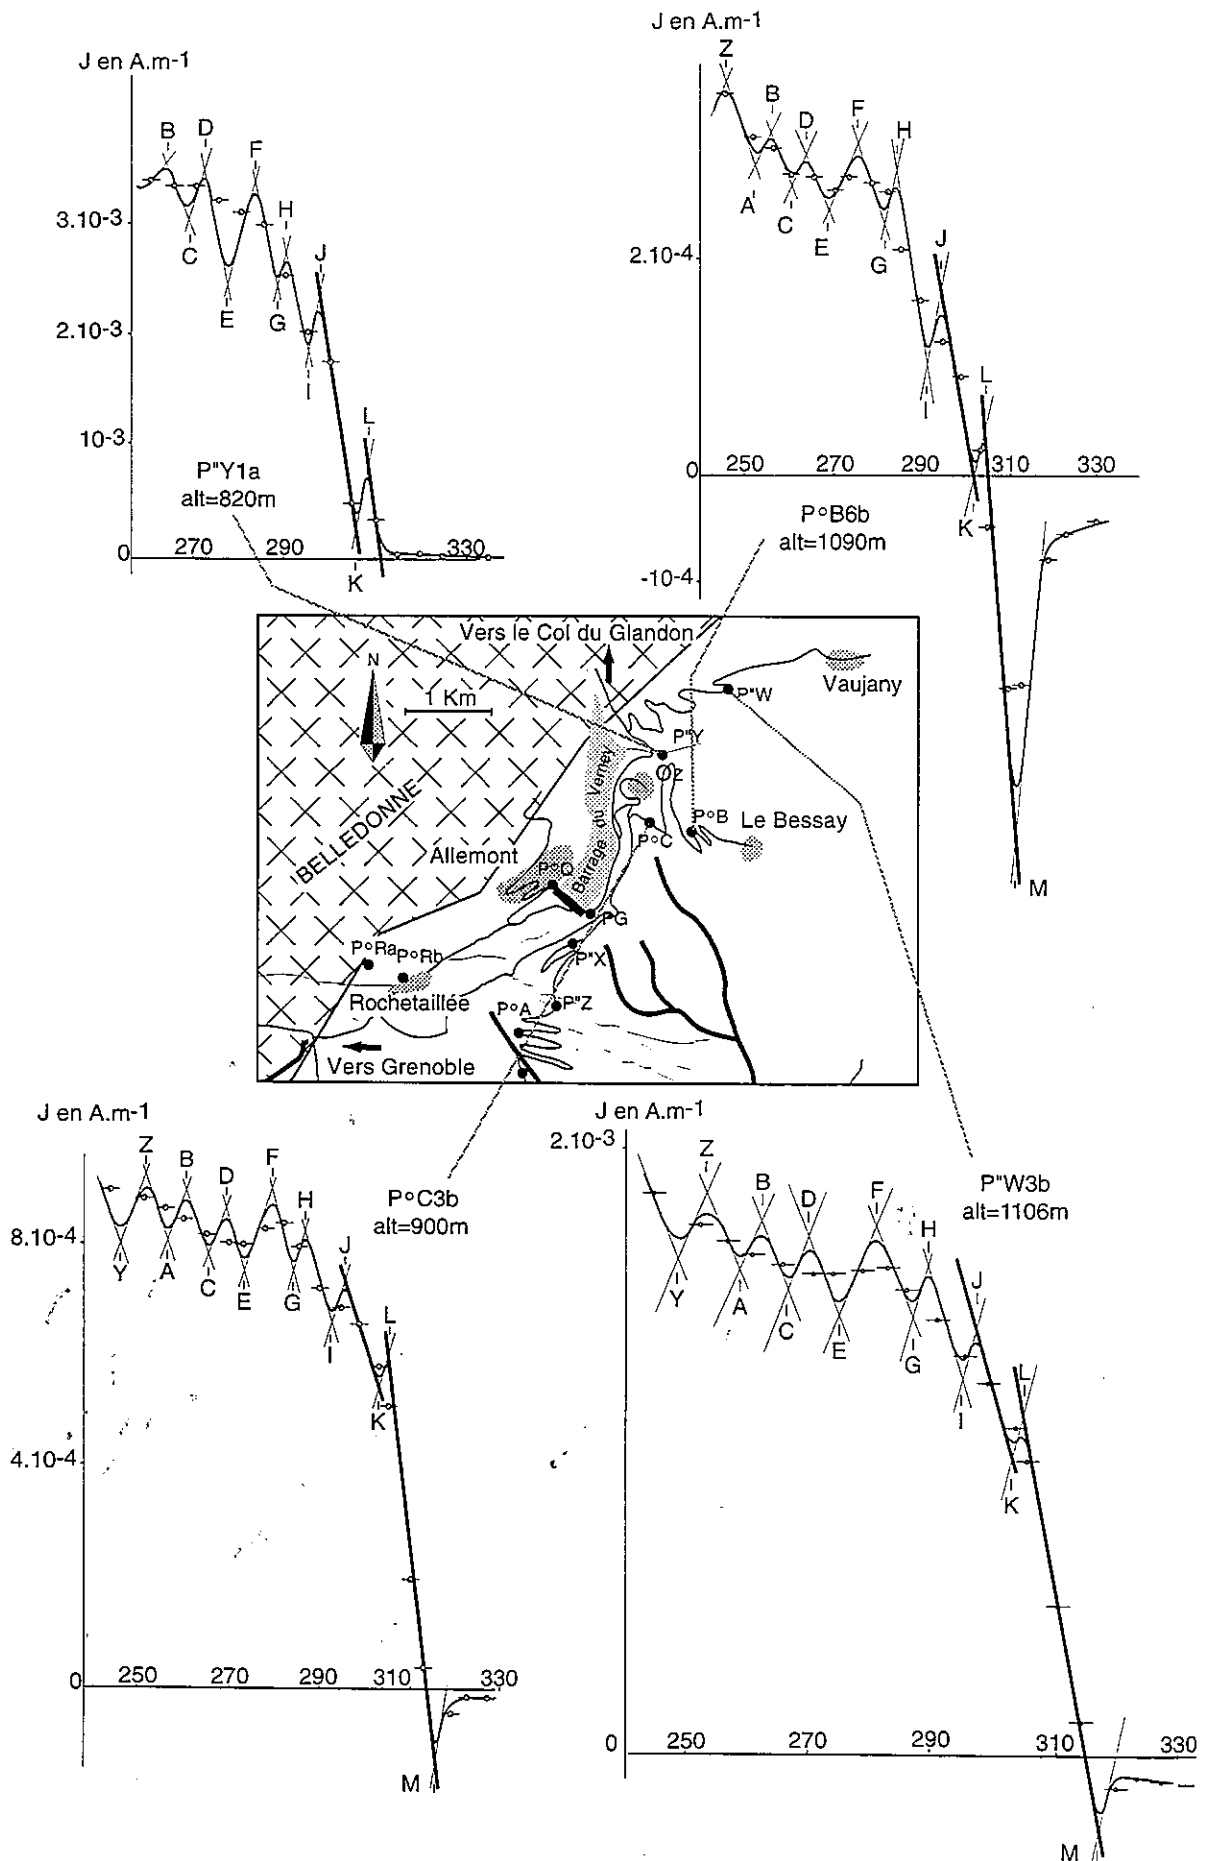 J en A.m-1
B
D
F
H
J
3.10-3
C
E
G
2.10-3
I
L
10-3
P"Y1a
alt=820m
0
270
290
330
K
J en A.m-1
Z
B
D
F
H
A
C
E
G
J
2.10-4
I
L
0
250
270
290
310
330
K
P°B6b
alt=1090m
-10-4
M
Vers le Col du Glandon
N
1 Km
P"W
Vaujany
P"Y
Oz
BELLEDONNE
Barrage du Verney
P°B
Le Bessay
P°C
Allemont
P°Q
PG
P°Ra
P°Rb
P"X
Rochetaillée
P°A
P"Z
Vers Grenoble
J en A.m-1
Z
B
D
F
H
8.10-4
Y
A
C
E
G
J
I
L
K
4.10-4
P°C3b
alt=900m
0
250
270
290
310
330
M
J en A.m-1
2.10-3
Z
B
D
F
H
Y
A
C
E
G
J
I
L
K
P"W3b
alt=1106m
0
250
270
290
310
330
M